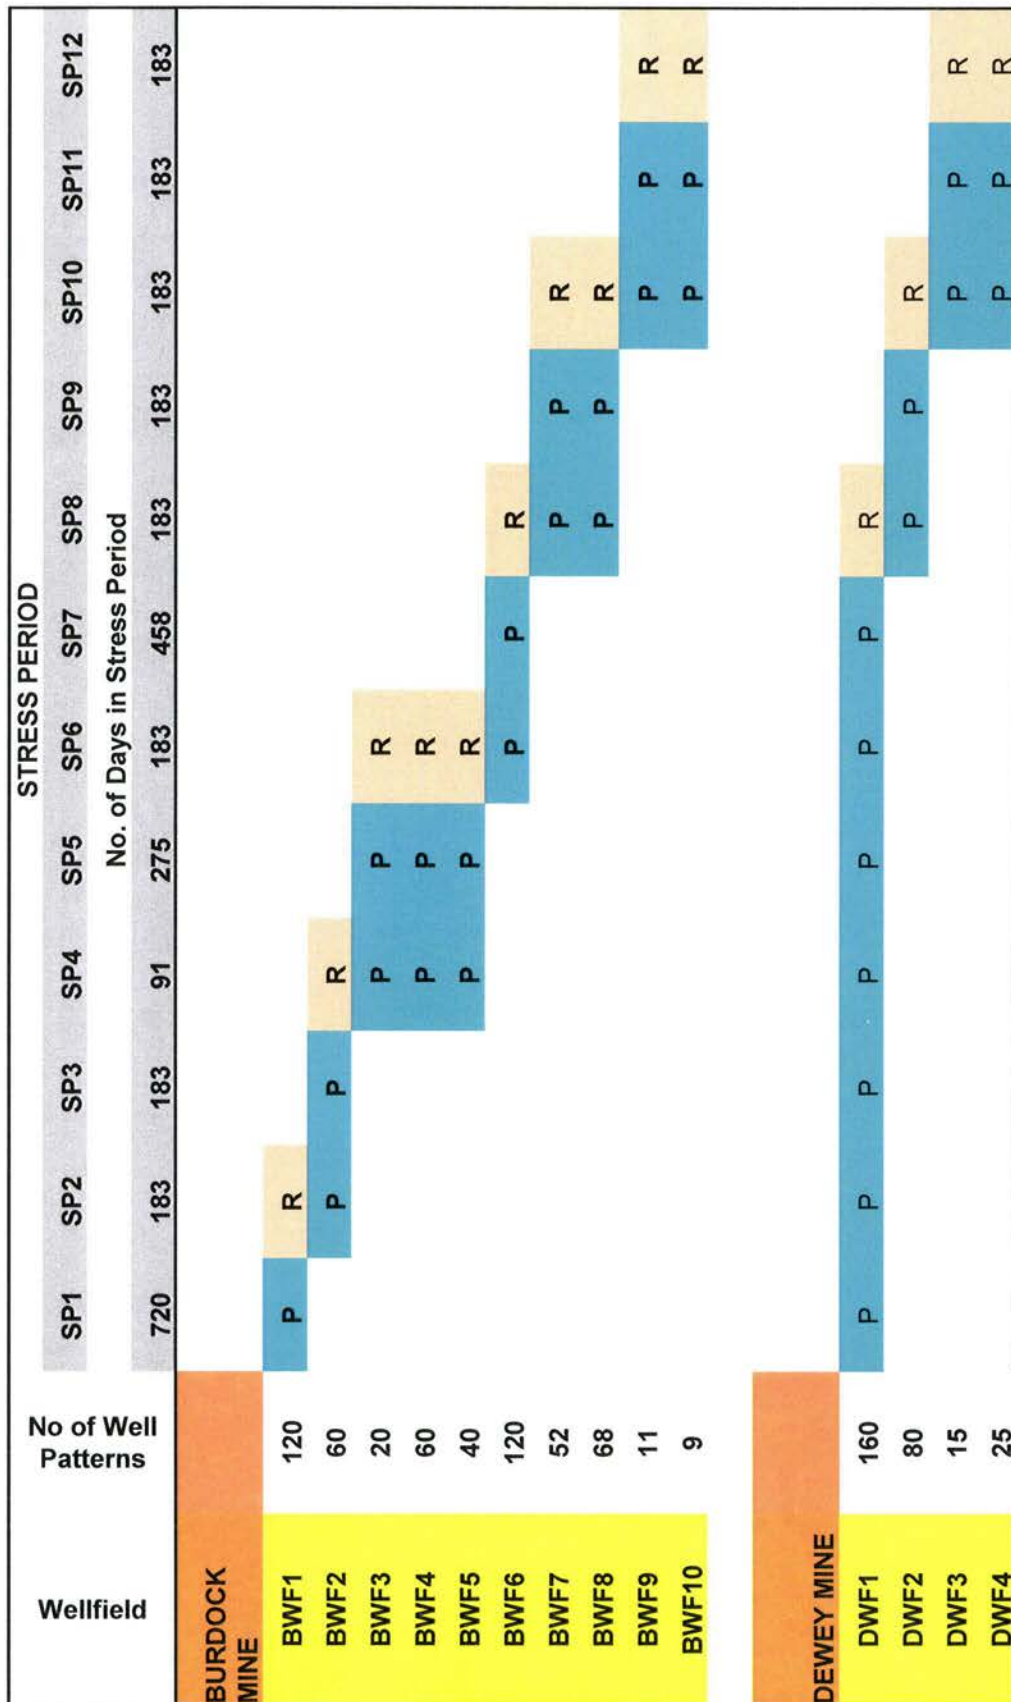 STRESS PERIOD
Wellfield No of Well Patterns SP1 SP2 SP3 SP4 SP5 SP6 SP7 SP8 SP9 SP10 SP11 SP12
No. of Days in Stress Period
720 183 183 91 275 183 458 183 183 183 183 183
BURDOCK MINE
BWF1 120 P R
BWF2 60 P P R
BWF3 20 P P R
BWF4 60 P P R
BWF5 40 P P R
BWF6 120 P P R
BWF7 52 P P R
BWF8 68 P P R
BWF9 11 P P R
BWF10 9 P P R
DEWEY MINE
DWF1 160 P P P P P P P R
DWF2 80 P P R
DWF3 15 P P R
DWF4 25 P P R